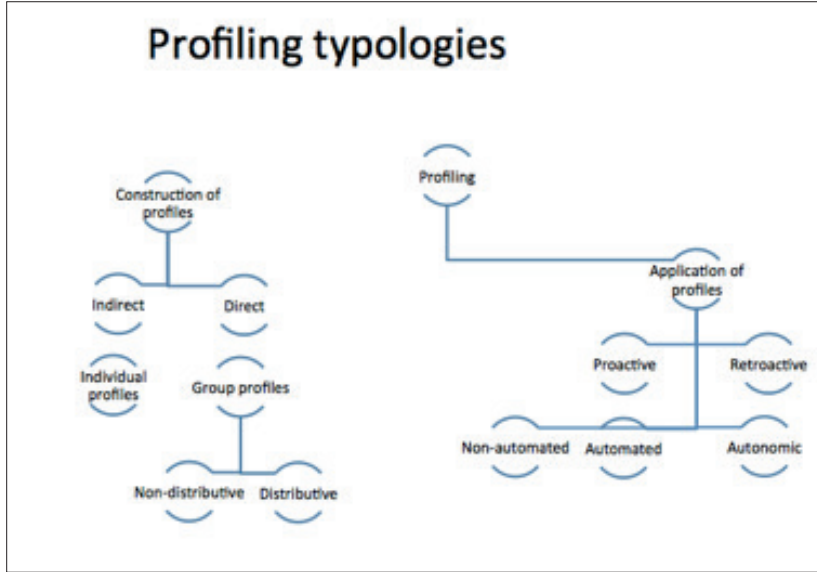 Profiling typologies
Construction of
profiles
Indirect
Direct
Individual
profiles
Group profiles
Non-distributive
Distributive
Profiling
Application of
profiles
Proactive
Retroactive
Non-automated
Automated
Autonomic